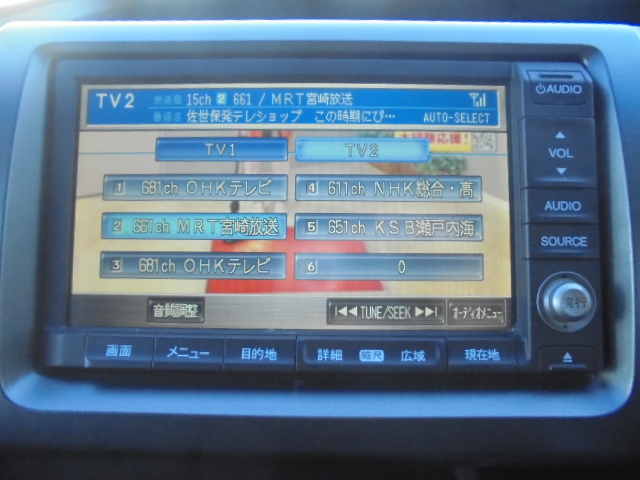 TV2 放送局 15ch 2 661 / MRT宮崎放送
番組名 佐世保発テレショップ この時期にぴ… AUTO-SELECT
TV1 TV2
1 681ch OHKテレビ
2 661ch MRT宮崎放送
3 681ch OHKテレビ
4 611ch NHK総合・高
5 651ch KSB瀬戸内海
6 0
音質調整 TUNE/SEEK オーディオメニュー
画面 メニュー 目的地 詳細 縮尺 広域 現在地
AUDIO
VOL
AUDIO
SOURCE
実行